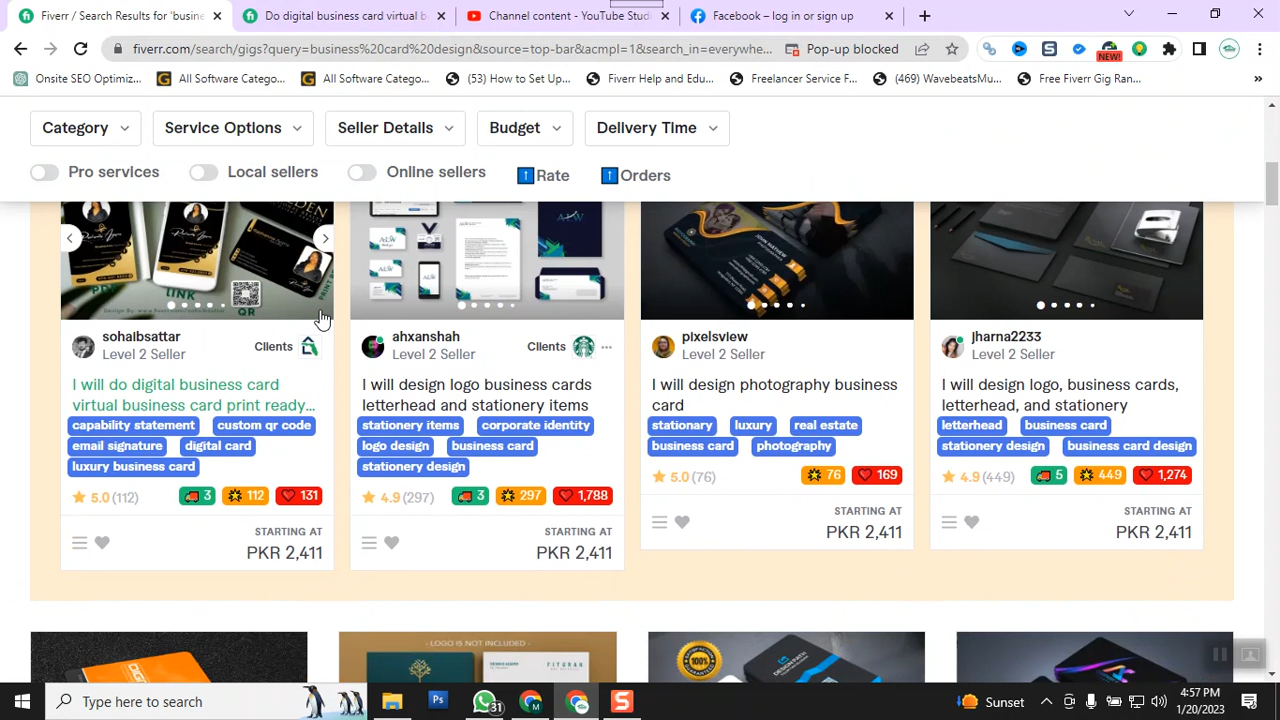 Fiverr / Search Results for 'busine
Do digital business card virtual b
Channel content - YouTube Studi
Facebook – log in or sign up
fiverr.com/search/gigs?query=business%20card%20design&source=top-bar&acmpl=1&search_in=everywhe...
Pop-up blocked
NEW!
Onsite SEO Optimiz...
All Software Catego...
All Software Catego...
(53) How to Set Up...
Fiverr Help and Edu...
Freelancer Service F...
(469) WavebeatsMu...
Free Fiverr Gig Ran...
»
Category
Service Options
Seller Details
Budget
Delivery Time
Pro services
Local sellers
Online sellers
Rate
Orders
LINK
QR
sohaibsattar
Level 2 Seller
Clients
I will do digital business card
virtual business card print ready...
capability statement
custom qr code
email signature
digital card
luxury business card
5.0 (112)
3
112
131
STARTING AT
PKR 2,411
ahxanshah
Level 2 Seller
Clients
I will design logo business cards
letterhead and stationery items
stationery items
corporate identity
logo design
business card
stationery design
4.9 (297)
3
297
1,788
STARTING AT
PKR 2,411
pixelsview
Level 2 Seller
I will design photography business
card
stationary
luxury
real estate
business card
photography
5.0 (76)
76
169
STARTING AT
PKR 2,411
jharna2233
Level 2 Seller
I will design logo, business cards,
letterhead, and stationery
letterhead
business card
stationery design
business card design
4.9 (449)
5
449
1,274
STARTING AT
PKR 2,411
- LOGO IS NOT INCLUDED -
100%
DESIGN PATH
Type here to search
31
Sunset
4:57 PM
1/20/2023